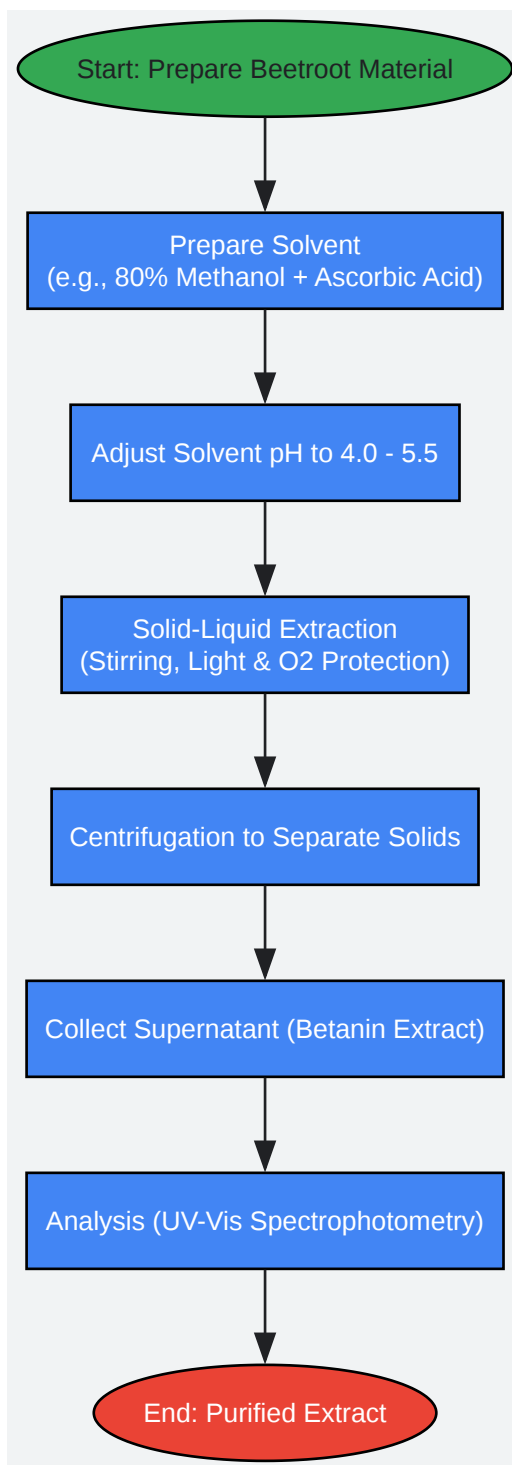 Start: Prepare Beetroot Material
Prepare Solvent
(e.g., 80% Methanol + Ascorbic Acid)
Adjust Solvent pH to 4.0 - 5.5
Solid-Liquid Extraction
(Stirring, Light & O2 Protection)
Centrifugation to Separate Solids
Collect Supernatant (Betanin Extract)
Analysis (UV-Vis Spectrophotometry)
End: Purified Extract